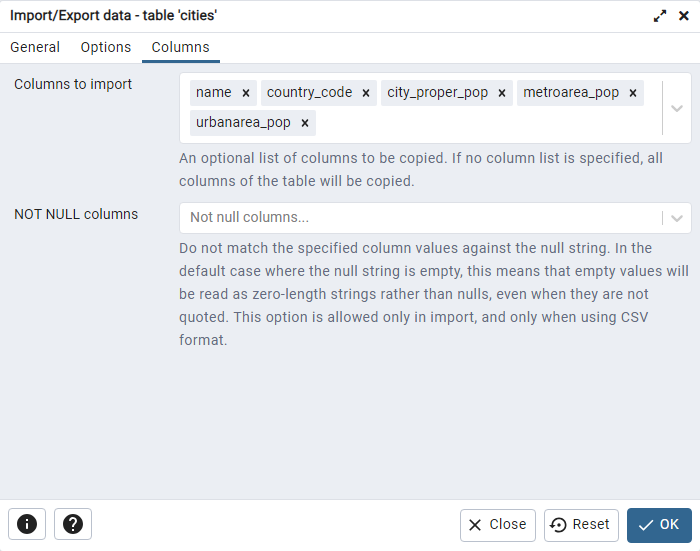 Import/Export data - table 'cities'
General Options Columns
Columns to import
name country_code city_proper_pop metroarea_pop
urbanarea_pop
An optional list of columns to be copied. If no column list is specified, all
columns of the table will be copied.
NOT NULL columns
Not null columns...
Do not match the specified column values against the null string. In the
default case where the null string is empty, this means that empty values will
be read as zero-length strings rather than nulls, even when they are not
quoted. This option is allowed only in import, and only when using CSV
format.
Close Reset OK